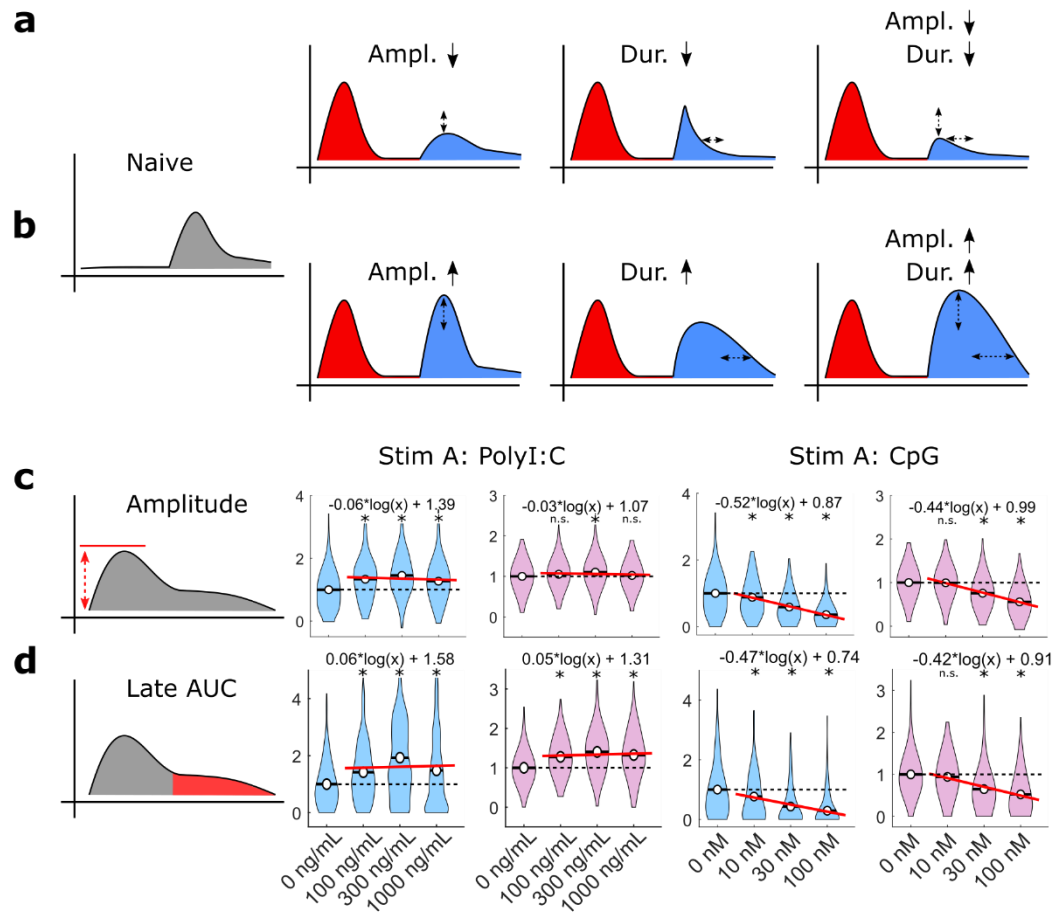 a
Ampl. ↓
Dur. ↓
Ampl. ↓
Dur. ↓
Naive
b
Ampl. ↑
Dur. ↑
Ampl. ↑
Dur. ↑
Stim A: PolyI:C
Stim A: CpG
c
Amplitude
-0.06*log(x) + 1.39
* * *
4
2
0
-0.03*log(x) + 1.07
n.s. * n.s.
3
2
1
0
-0.52*log(x) + 0.87
* * *
4
2
0
-0.44*log(x) + 0.99
n.s. * *
3
2
1
0
d
Late AUC
0.06*log(x) + 1.58
* * *
4
2
0
0.05*log(x) + 1.31
* * *
3
2
1
0
-0.47*log(x) + 0.74
* * *
4
2
0
-0.42*log(x) + 0.91
n.s. * *
3
2
1
0
0 ng/mL
100 ng/mL
300 ng/mL
1000 ng/mL
0 ng/mL
100 ng/mL
300 ng/mL
1000 ng/mL
0 nM
10 nM
30 nM
100 nM
0 nM
10 nM
30 nM
100 nM